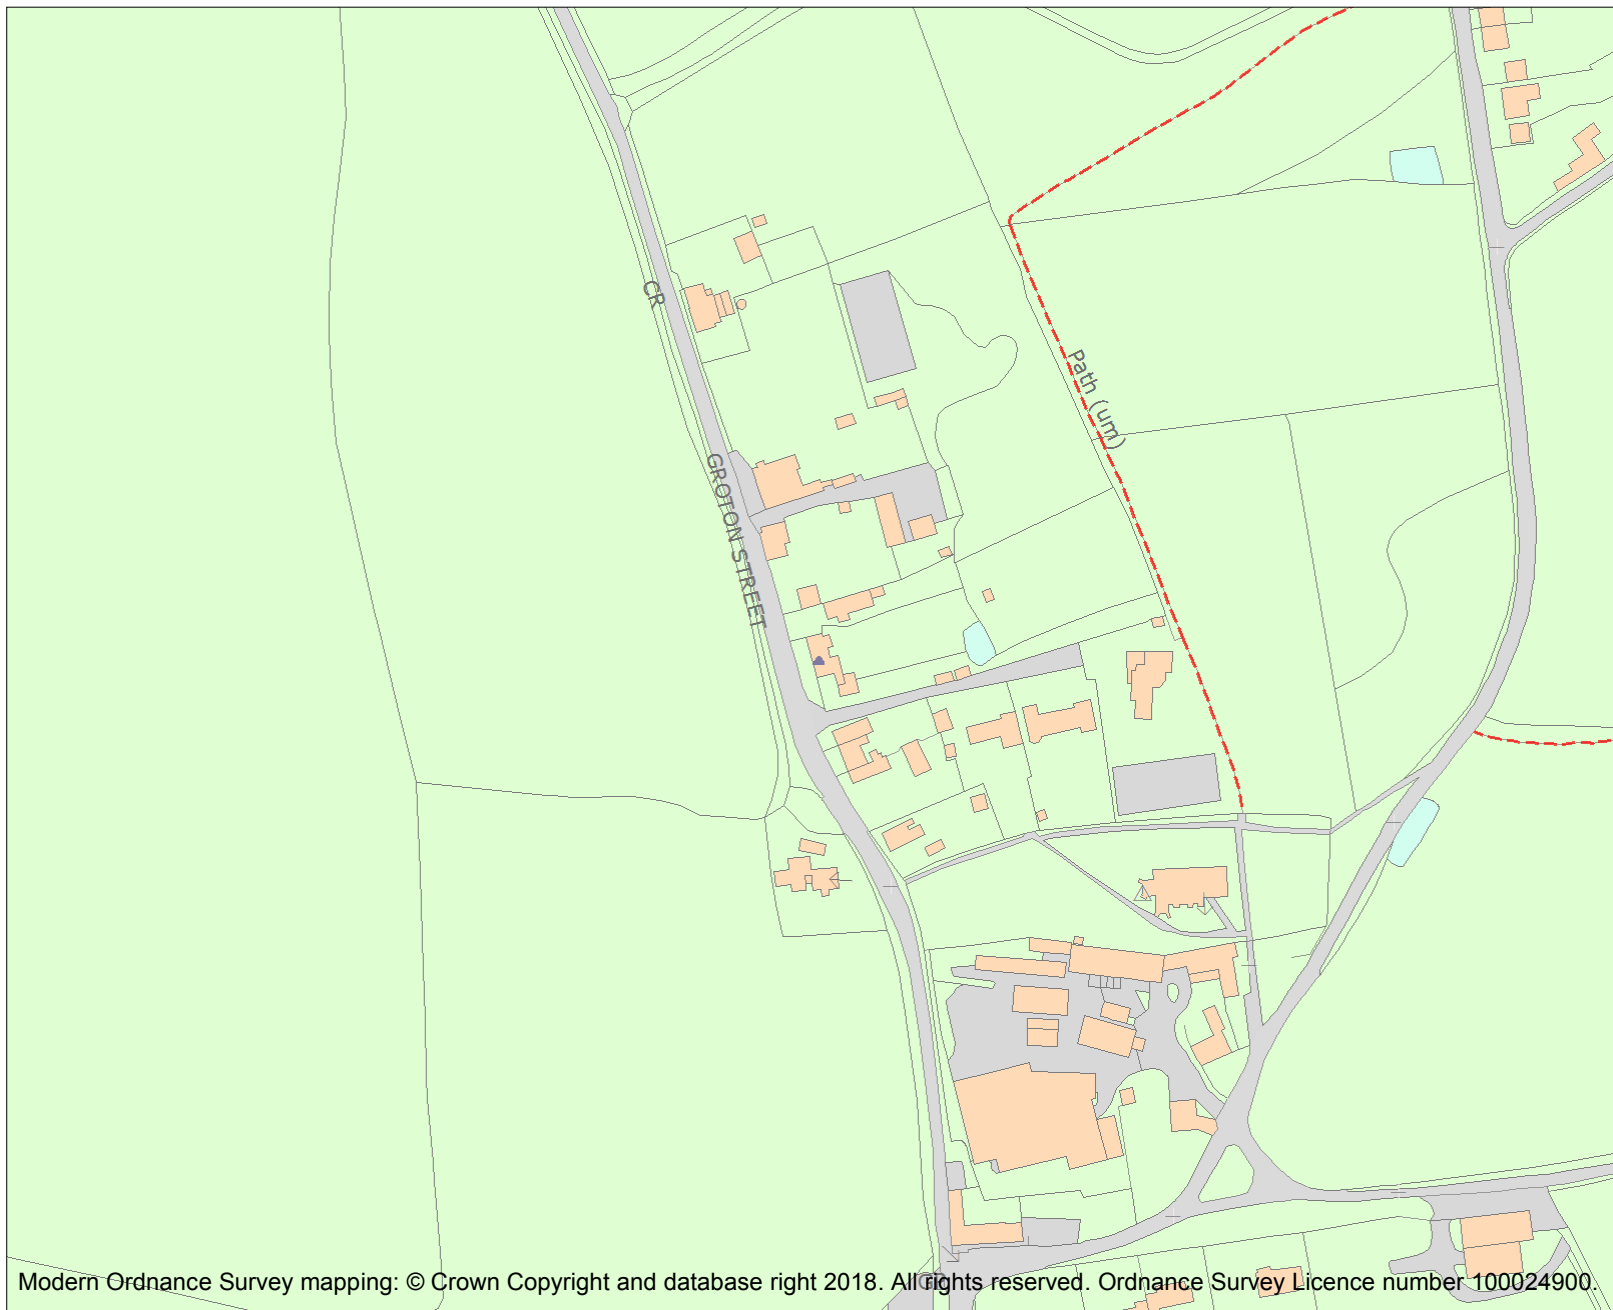 CR
Path (um)
GROTON STREET
Modern Ordnance Survey mapping: © Crown Copyright and database right 2018. All rights reserved. Ordnance Survey Licence number 100024900.